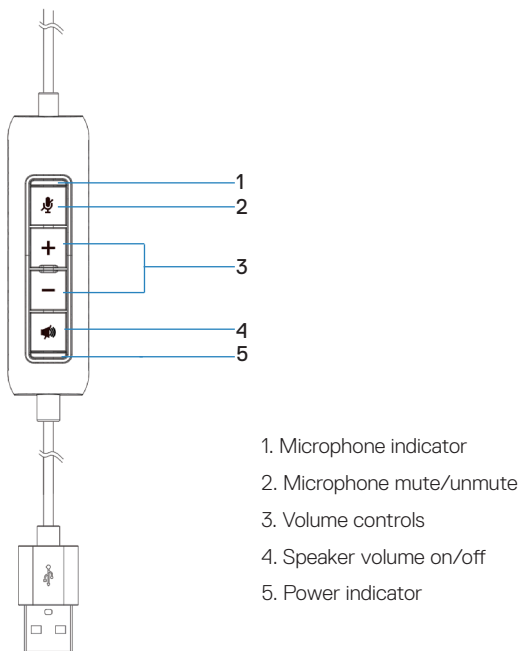 1
2
3
4
5
1. Microphone indicator
2. Microphone mute/unmute
3. Volume controls
4. Speaker volume on/off
5. Power indicator